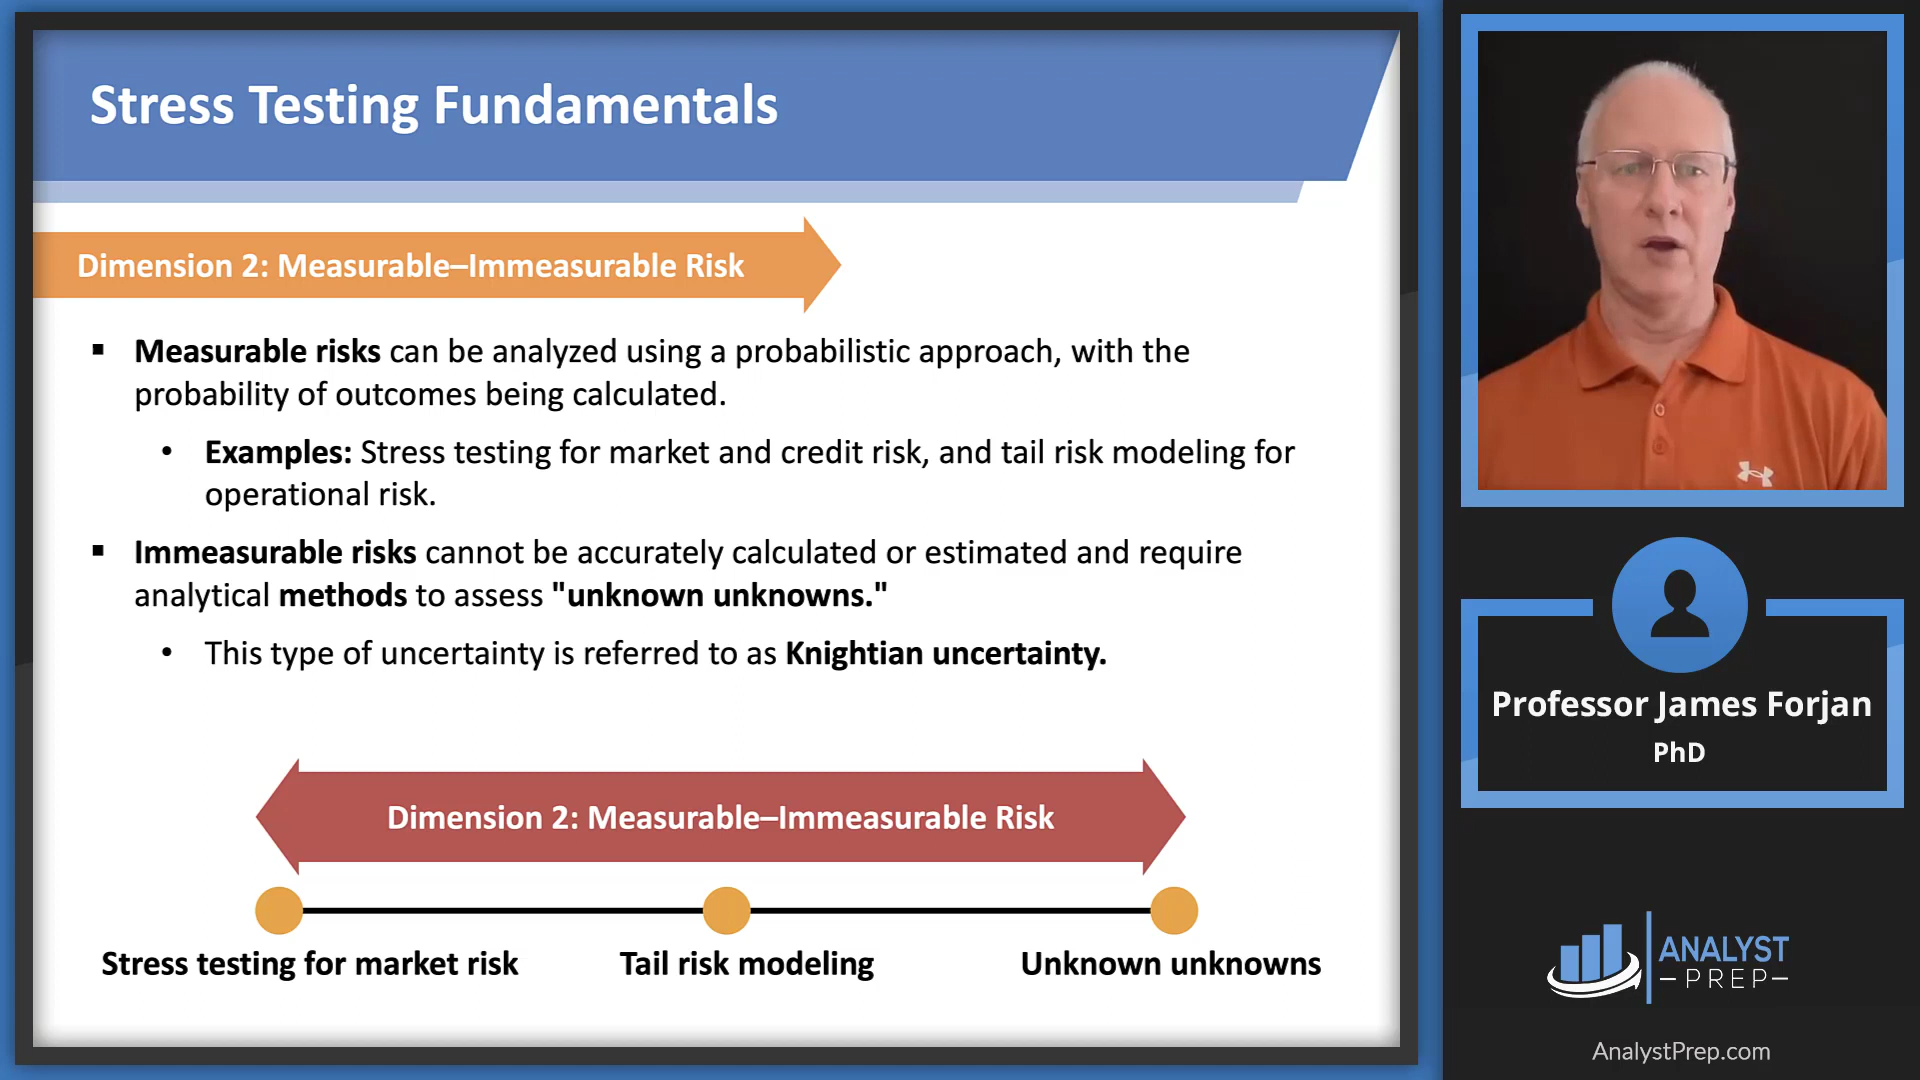 Stress Testing Fundamentals
Dimension 2: Measurable–Immeasurable Risk
▪ Measurable risks can be analyzed using a probabilistic approach, with the
probability of outcomes being calculated.
• Examples: Stress testing for market and credit risk, and tail risk modeling for
operational risk.
▪ Immeasurable risks cannot be accurately calculated or estimated and require
analytical methods to assess "unknown unknowns."
• This type of uncertainty is referred to as Knightian uncertainty.
Dimension 2: Measurable–Immeasurable Risk
Stress testing for market risk
Tail risk modeling
Unknown unknowns
Professor James Forjan
PhD
ANALYST
PREP
AnalystPrep.com